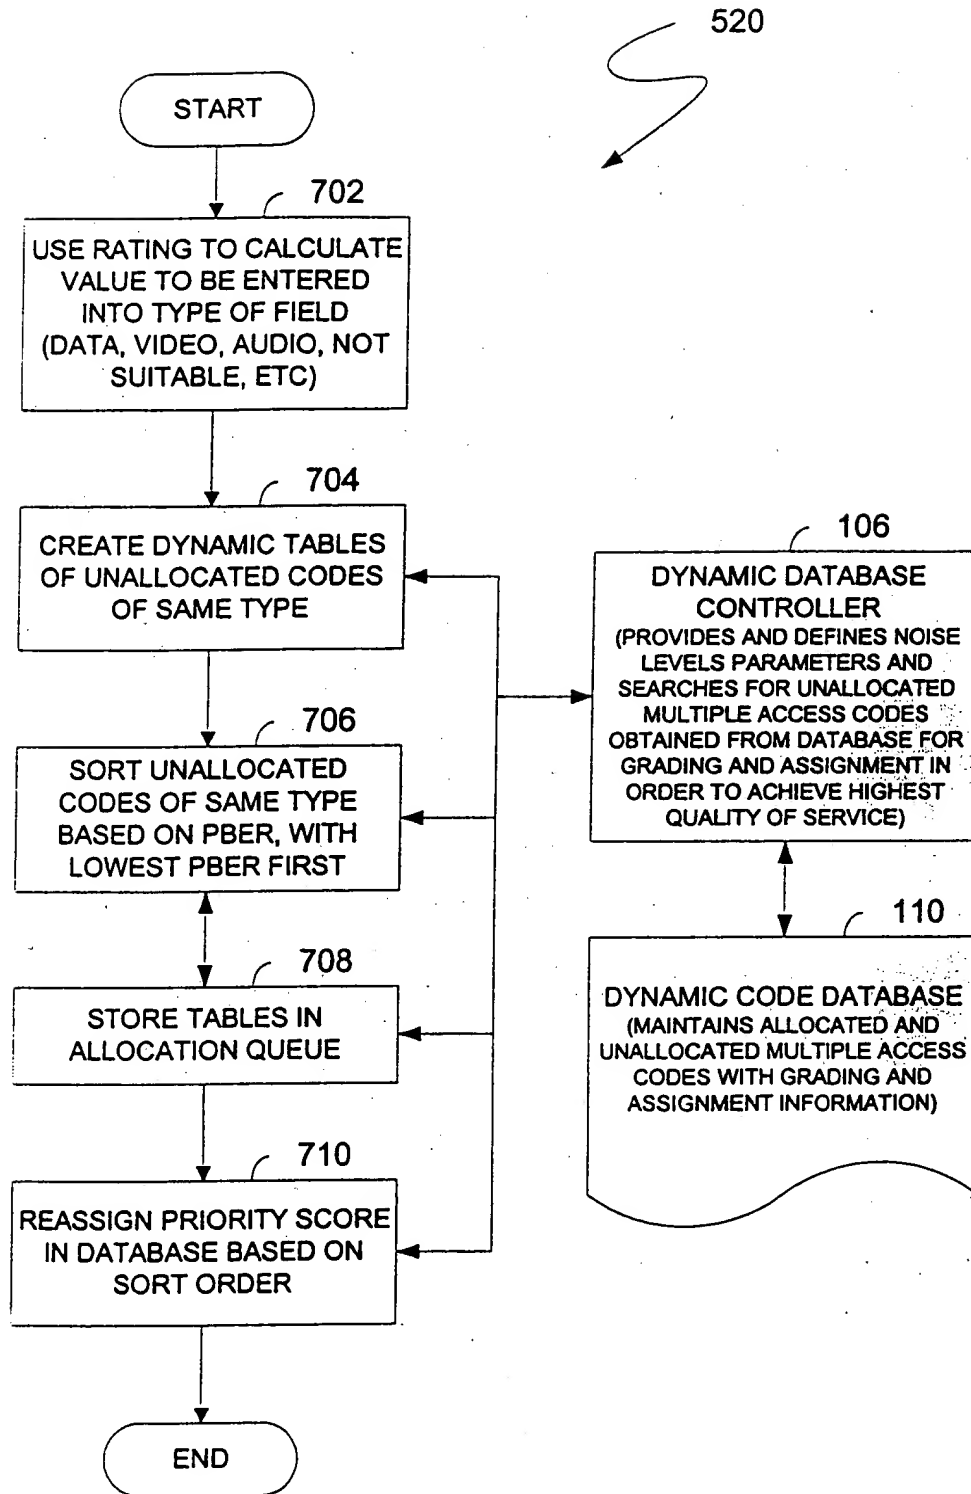 520
START
702
USE RATING TO CALCULATE
VALUE TO BE ENTERED
INTO TYPE OF FIELD
(DATA, VIDEO, AUDIO, NOT
SUITABLE, ETC)
704
CREATE DYNAMIC TABLES
OF UNALLOCATED CODES
OF SAME TYPE
106
DYNAMIC DATABASE
CONTROLLER
(PROVIDES AND DEFINES NOISE
LEVELS PARAMETERS AND
SEARCHES FOR UNALLOCATED
MULTIPLE ACCESS CODES
OBTAINED FROM DATABASE FOR
GRADING AND ASSIGNMENT IN
ORDER TO ACHIEVE HIGHEST
QUALITY OF SERVICE)
706
SORT UNALLOCATED
CODES OF SAME TYPE
BASED ON PBER, WITH
LOWEST PBER FIRST
110
DYNAMIC CODE DATABASE
(MAINTAINS ALLOCATED AND
UNALLOCATED MULTIPLE ACCESS
CODES WITH GRADING AND
ASSIGNMENT INFORMATION)
708
STORE TABLES IN
ALLOCATION QUEUE
710
REASSIGN PRIORITY SCORE
IN DATABASE BASED ON
SORT ORDER
END